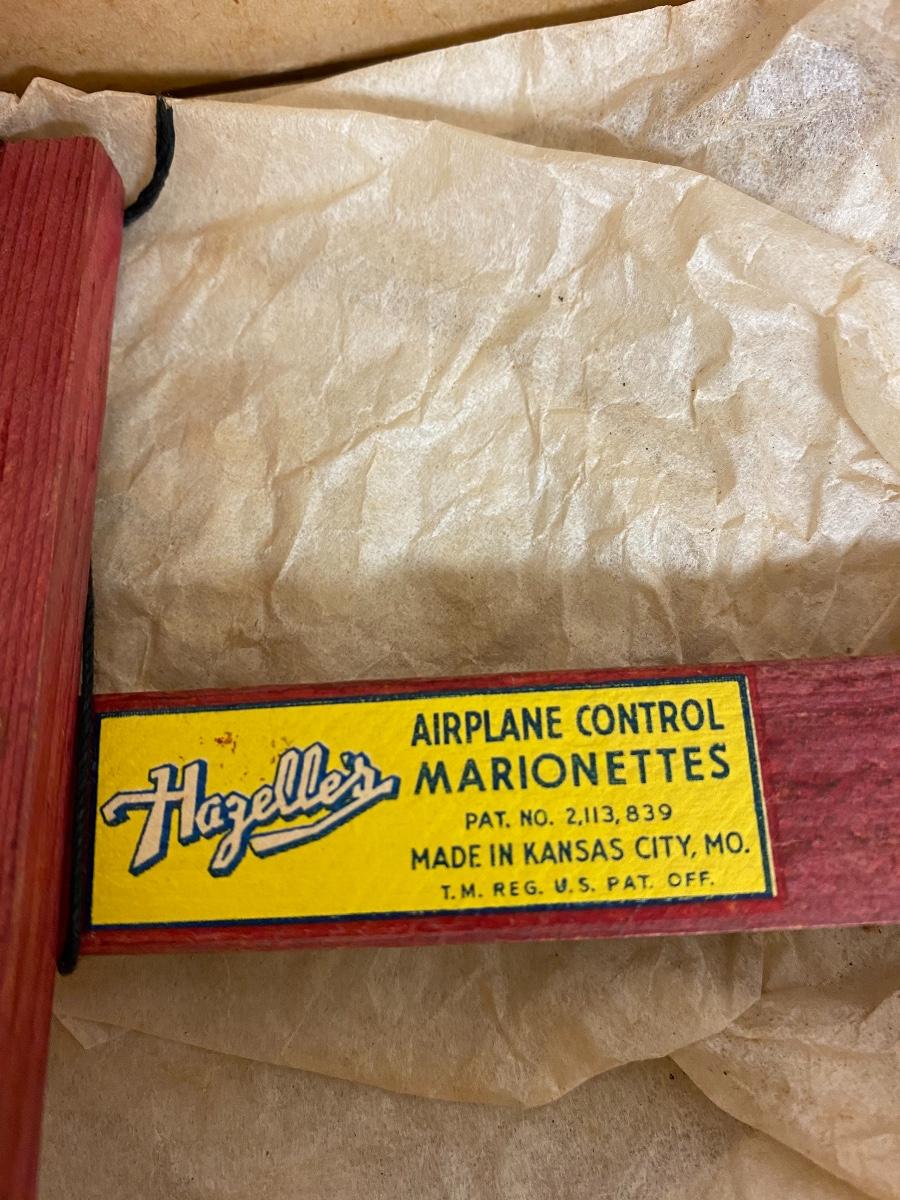 Hazelle's
AIRPLANE CONTROL
MARIONETTES
PAT. NO. 2,113,839
MADE IN KANSAS CITY, MO.
T.M. REG. U.S. PAT. OFF.